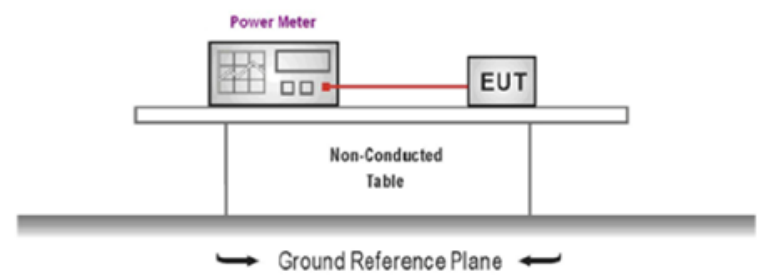 Power Meter
EUT
Non-Conducted
Table
Ground Reference Plane